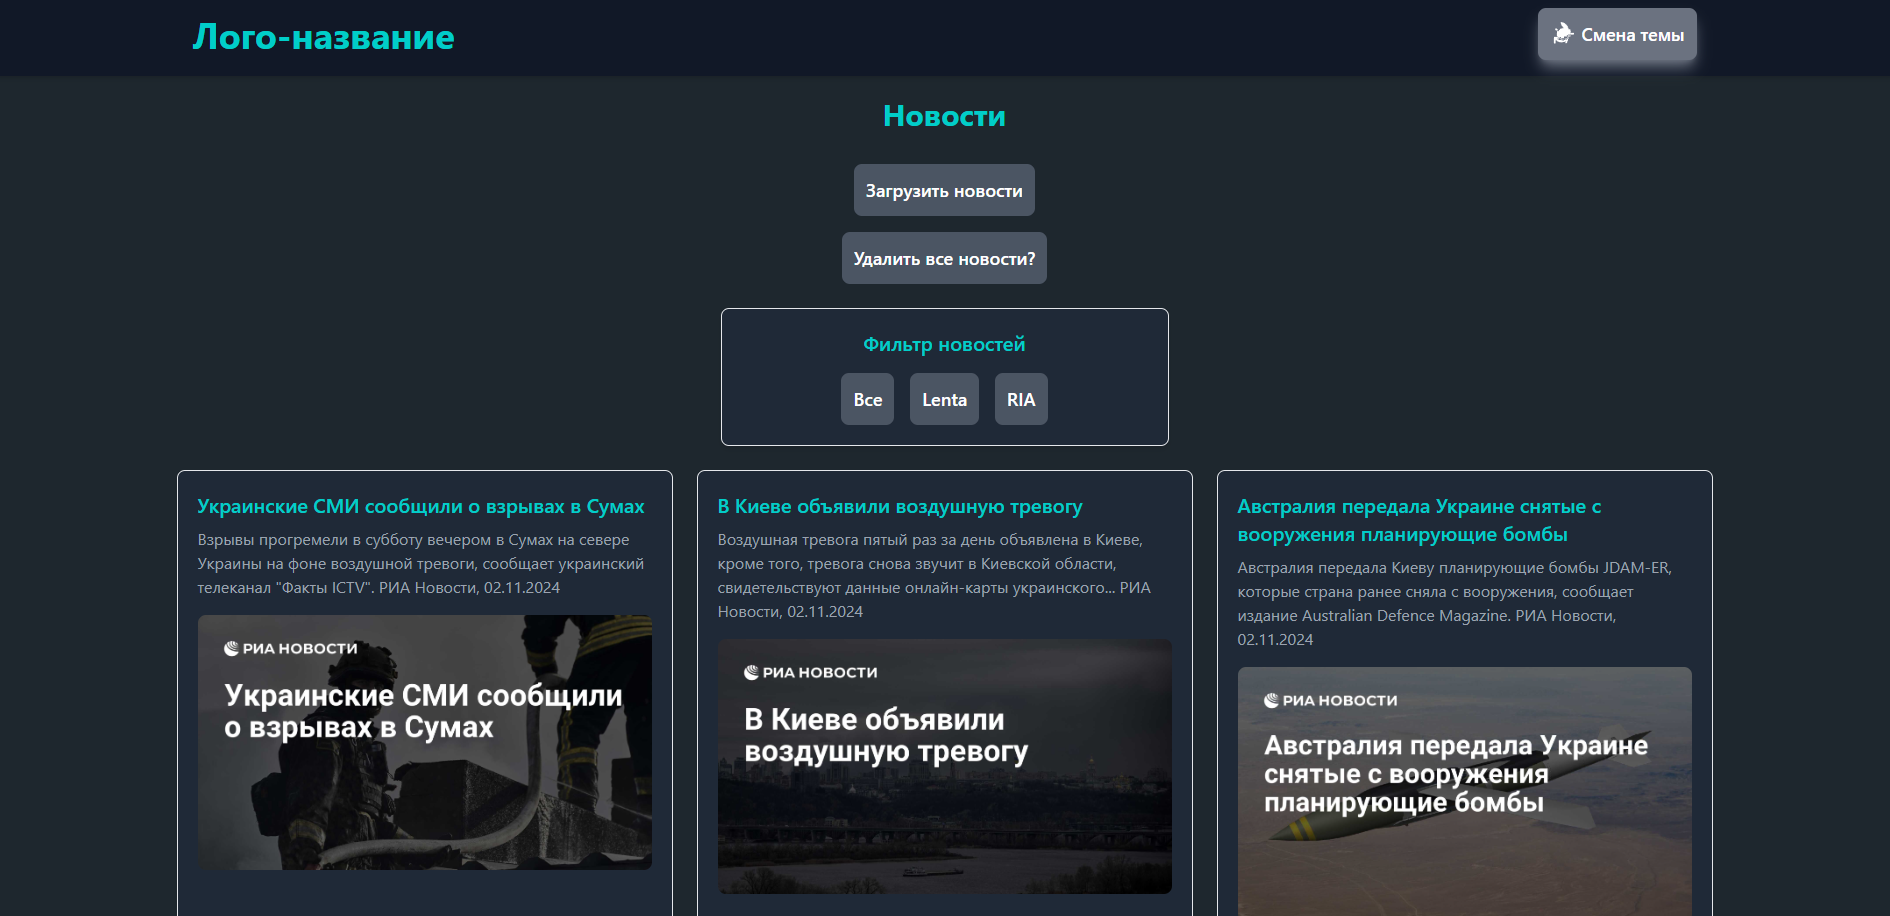 Лого-название
Смена темы
Новости
Загрузить новости
Удалить все новости?
Фильтр новостей
Все
Lenta
RIA
Украинские СМИ сообщили о взрывах в Сумах
Взрывы прогремели в субботу вечером в Сумах на севере
Украины на фоне воздушной тревоги, сообщает украинский
телеканал "Факты ICTV". РИА Новости, 02.11.2024
РИА НОВОСТИ
Украинские СМИ сообщили
о взрывах в Сумах
В Киеве объявили воздушную тревогу
Воздушная тревога пятый раз за день объявлена в Киеве,
кроме того, тревога снова звучит в Киевской области,
свидетельствуют данные онлайн-карты украинского... РИА
Новости, 02.11.2024
РИА НОВОСТИ
В Киеве объявили
воздушную тревогу
Австралия передала Украине снятые с
вооружения планирующие бомбы
Австралия передала Киеву планирующие бомбы JDAM-ER,
которые страна ранее сняла с вооружения, сообщает
издание Australian Defence Magazine. РИА Новости,
02.11.2024
РИА НОВОСТИ
Австралия передала Украине
снятые с вооружения
планирующие бомбы